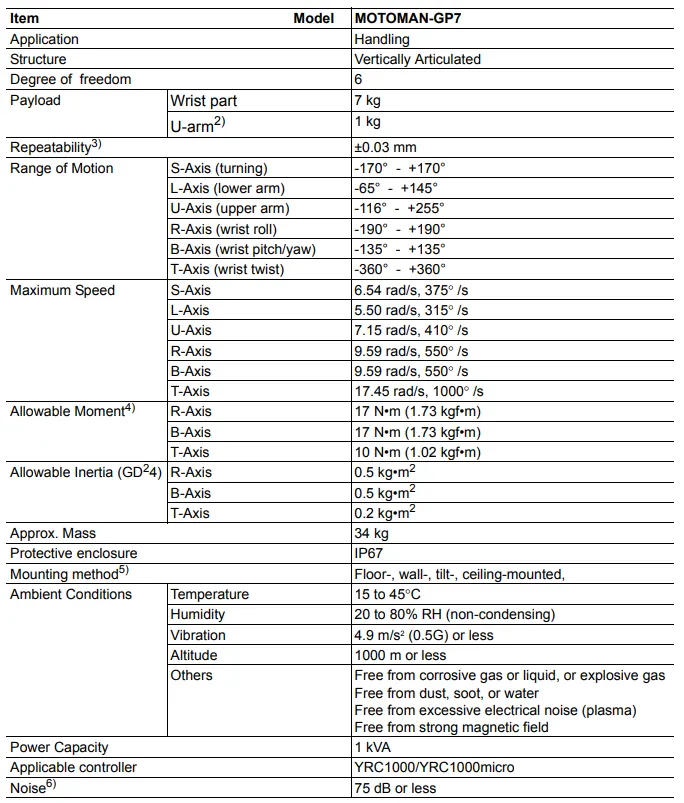 Item Model MOTOMAN-GP7
Application Handling
Structure Vertically Articulated
Degree of freedom 6
Payload Wrist part 7 kg
U-arm2) 1 kg
Repeatability3) ±0.03 mm
Range of Motion S-Axis (turning) -170° - +170°
L-Axis (lower arm) -65° - +145°
U-Axis (upper arm) -116° - +255°
R-Axis (wrist roll) -190° - +190°
B-Axis (wrist pitch/yaw) -135° - +135°
T-Axis (wrist twist) -360° - +360°
Maximum Speed S-Axis 6.54 rad/s, 375° /s
L-Axis 5.50 rad/s, 315° /s
U-Axis 7.15 rad/s, 410° /s
R-Axis 9.59 rad/s, 550° /s
B-Axis 9.59 rad/s, 550° /s
T-Axis 17.45 rad/s, 1000° /s
Allowable Moment4) R-Axis 17 N•m (1.73 kgf•m)
B-Axis 17 N•m (1.73 kgf•m)
T-Axis 10 N•m (1.02 kgf•m)
Allowable Inertia (GD²4) R-Axis 0.5 kg•m²
B-Axis 0.5 kg•m²
T-Axis 0.2 kg•m²
Approx. Mass 34 kg
Protective enclosure IP67
Mounting method5) Floor-, wall-, tilt-, ceiling-mounted,
Ambient Conditions Temperature 15 to 45°C
Humidity 20 to 80% RH (non-condensing)
Vibration 4.9 m/s² (0.5G) or less
Altitude 1000 m or less
Others Free from corrosive gas or liquid, or explosive gas
Free from dust, soot, or water
Free from excessive electrical noise (plasma)
Free from strong magnetic field
Power Capacity 1 kVA
Applicable controller YRC1000/YRC1000micro
Noise6) 75 dB or less